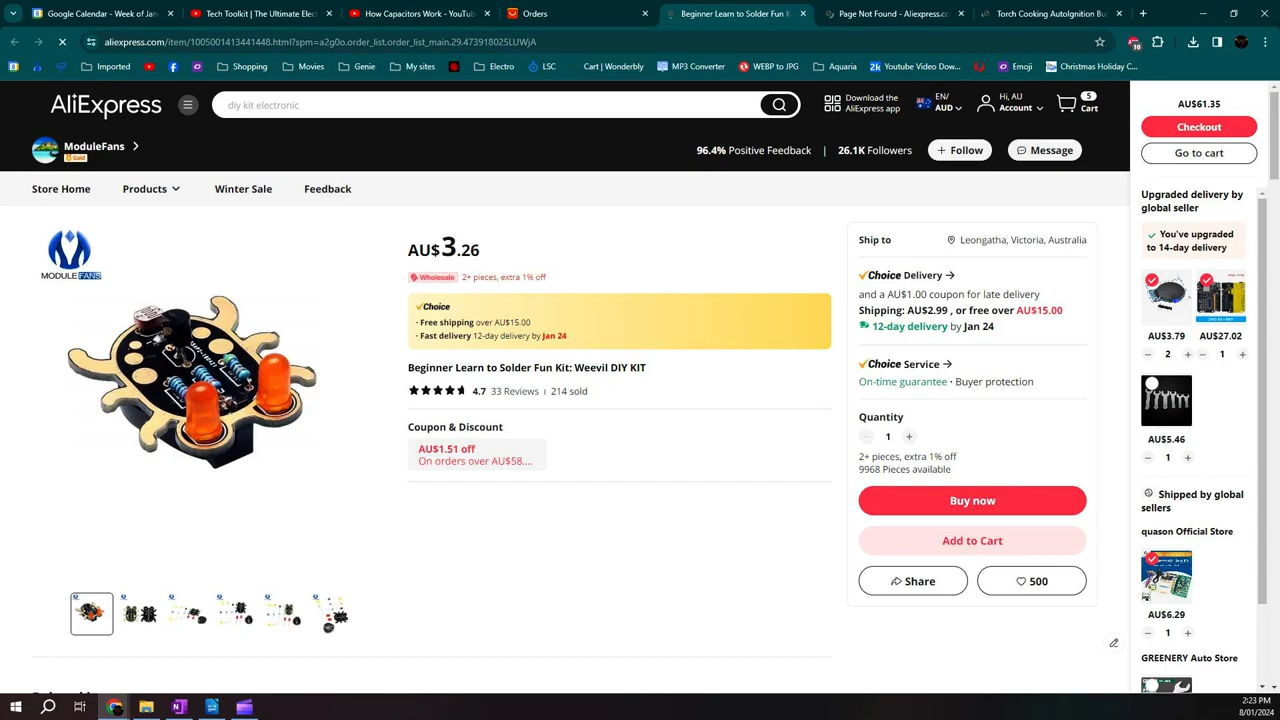 Google Calendar - Week of Jan
Tech Toolkit | The Ultimate Elect
How Capacitors Work - YouTub
Orders
Beginner Learn to Solder Fun K
Page Not Found - Aliexpress.co
Torch Cooking AutoIgnition But
aliexpress.com/item/1005001413441448.html?spm=a2g0o.order_list.order_list_main.29.473918025LUWjA
10
Imported
Shopping
Movies
Genie
My sites
Electro
LSC
Cart | Wonderbly
MP3 Converter
WEBP to JPG
Aquaria
2k Youtube Video Dow...
Emoji
Christmas Holiday C...
AliExpress
diy kit electronic
Download the
AliExpress app
EN/
AUD
Hi, AU
Account
5
Cart
ModuleFans
Gold
96.4% Positive Feedback | 26.1K Followers
Follow
Message
Store Home
Products
Winter Sale
Feedback
MODULEFANS
AU$3.26
Wholesale 2+ pieces, extra 1% off
Choice
· Free shipping over AU$15.00
· Fast delivery 12-day delivery by Jan 24
Beginner Learn to Solder Fun Kit: Weevil DIY KIT
4.7 33 Reviews | 214 sold
Coupon & Discount
AU$1.51 off
On orders over AU$58....
Ship to
Leongatha, Victoria, Australia
Choice Delivery
and a AU$1.00 coupon for late delivery
Shipping: AU$2.99 , or free over AU$15.00
12-day delivery by Jan 24
Choice Service
On-time guarantee · Buyer protection
Quantity
1
2+ pieces, extra 1% off
9968 Pieces available
Buy now
Add to Cart
Share
500
AU$61.35
Checkout
Go to cart
Upgraded delivery by
global seller
You've upgraded
to 14-day delivery
AU$3.79
AU$27.02
2
1
AU$5.46
1
Shipped by global
sellers
quason Official Store
AU$6.29
1
GREENERY Auto Store
2:23 PM
8/01/2024